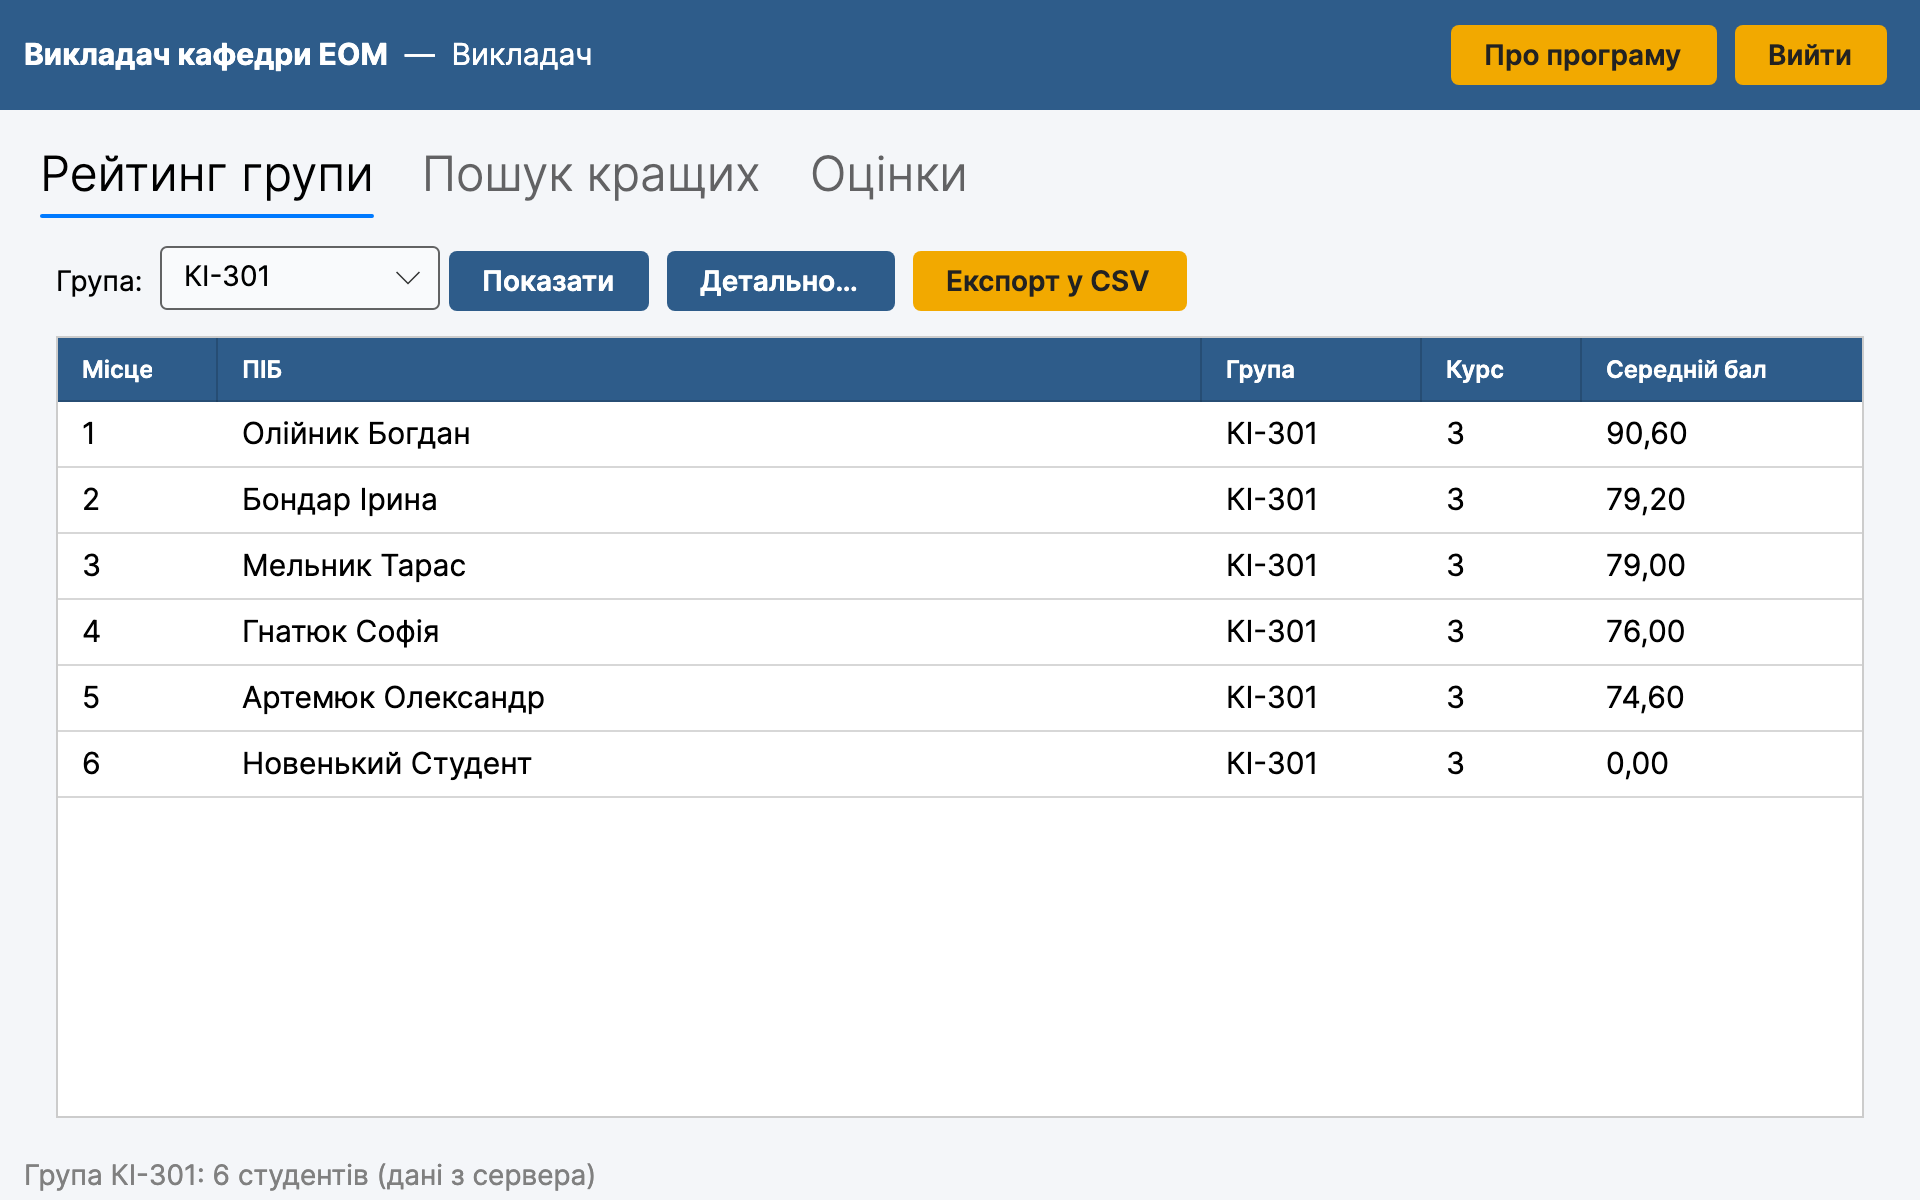 Викладач кафедри ЕОМ — Викладач
Про програму
Вийти
Рейтинг групи Пошук кращих Оцінки
Група: КІ-301 Показати Детально... Експорт у CSV
Місце ПІБ Група Курс Середній бал
1 Олійник Богдан КІ-301 3 90,60
2 Бондар Ірина КІ-301 3 79,20
3 Мельник Тарас КІ-301 3 79,00
4 Гнатюк Софія КІ-301 3 76,00
5 Артемюк Олександр КІ-301 3 74,60
6 Новенький Студент КІ-301 3 0,00
Група КІ-301: 6 студентів (дані з сервера)